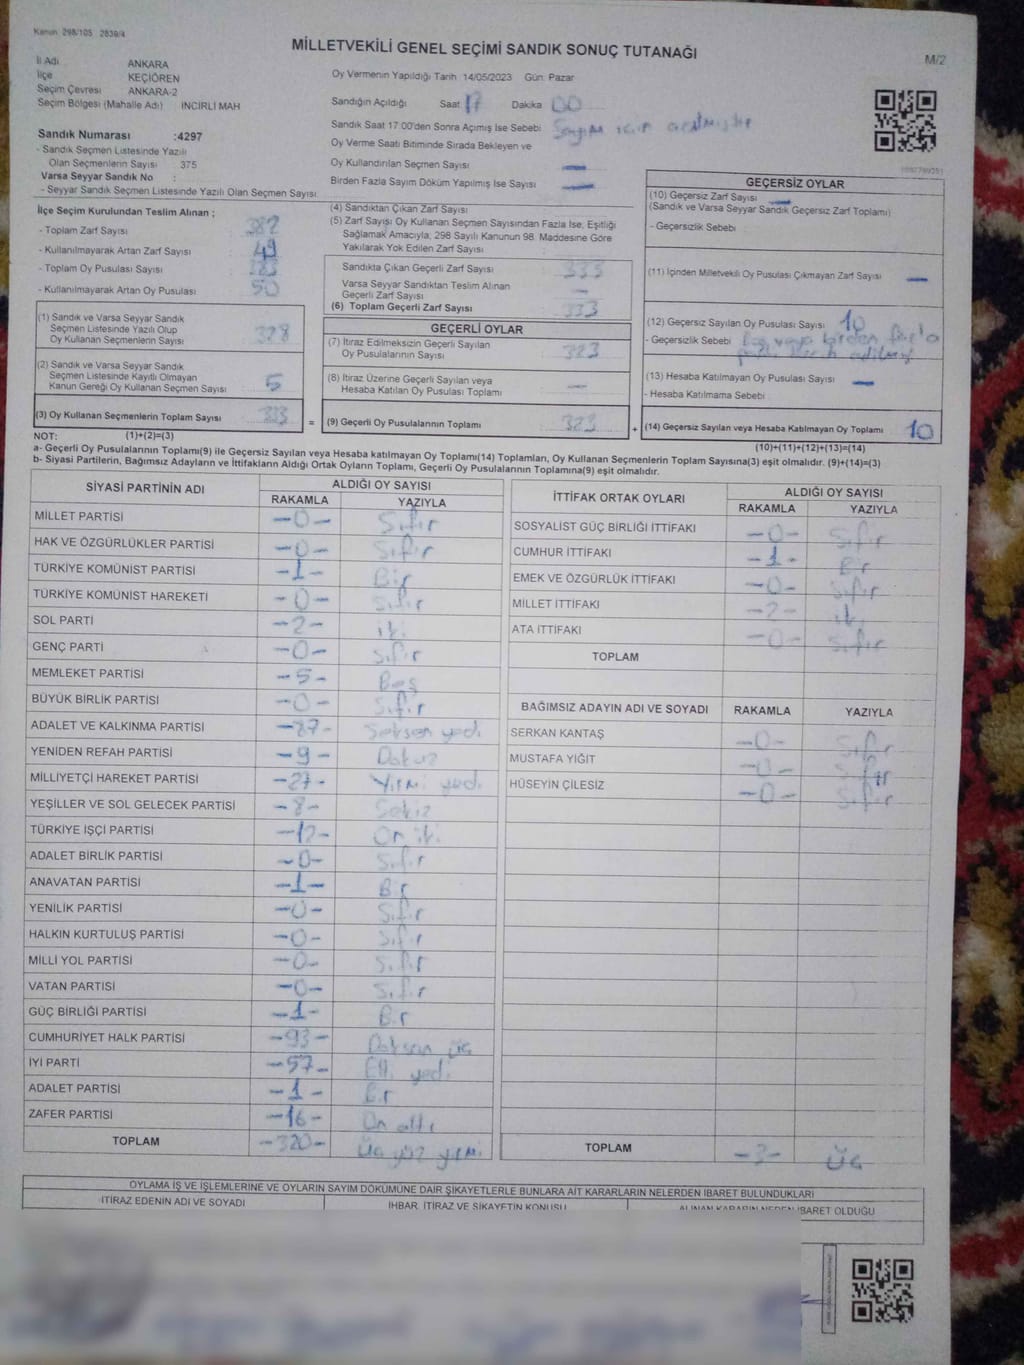 Kanun 298/105 2839/4
MİLLETVEKİLİ GENEL SEÇİMİ SANDIK SONUÇ TUTANAĞI
M/2
İl Adı ANKARA
İlçe KEÇİÖREN
Seçim Çevresi ANKARA-2
Seçim Bölgesi (Mahalle Adı) İNCİRLİ MAH
Sandık Numarası :4297
- Sandık Seçmen Listesinde Yazılı
Olan Seçmenlerin Sayısı 375
Varsa Seyyar Sandık No :
- Seyyar Sandık Seçmen Listesinde Yazılı Olan Seçmen Sayısı
Oy Vermenin Yapıldığı Tarih 14/05/2023 Gün: Pazar
Sandığın Açıldığı Saat 17 Dakika 00
Sandık Saat 17:00'den Sonra Açımış İse Sebebi
Oy Verme Saati Bitiminde Sırada Bekleyen ve
Oy Kullandırılan Seçmen Sayısı —
Birden Fazla Sayım Döküm Yapılmış İse Sayısı —
İlçe Seçim Kurulundan Teslim Alınan ;
- Toplam Zarf Sayısı 382
- Kullanılmayarak Artan Zarf Sayısı 49
- Toplam Oy Pusulası Sayısı 383
- Kullanılmayarak Artan Oy Pusulası 50
(4) Sandıktan Çıkan Zarf Sayısı
(5) Zarf Sayısı Oy Kullanan Seçmen Sayısından Fazla İse, Eşitliği
Sağlamak Amacıyla; 298 Sayılı Kanunun 98. Maddesine Göre
Yakılarak Yok Edilen Zarf Sayısı
Sandıkta Çıkan Geçerli Zarf Sayısı 333
Varsa Seyyar Sandıktan Teslim Alınan
Geçerli Zarf Sayısı —
(6) Toplam Geçerli Zarf Sayısı 333
GEÇERSİZ OYLAR
(10) Geçersiz Zarf Sayısı —
(Sandık ve Varsa Seyyar Sandık Geçersiz Zarf Toplamı)
- Geçersizlik Sebebi
(11) İçinden Milletvekili Oy Pusulası Çıkmayan Zarf Sayısı —
(12) Geçersiz Sayılan Oy Pusulası Sayısı 10
- Geçersizlik Sebebi Boş veya birden fazla
(13) Hesaba Katılmayan Oy Pusulası Sayısı —
- Hesaba Katılmama Sebebi
(1) Sandık ve Varsa Seyyar Sandık
Seçmen Listesinde Yazılı Olup
Oy Kullanan Seçmenlerin Sayısı 328
(2) Sandık ve Varsa Seyyar Sandık
Seçmen Listesinde Kayıtlı Olmayan
Kanun Gereği Oy Kullanan Seçmen Sayısı 5
GEÇERLİ OYLAR
(7) İtiraz Edilmeksizin Geçerli Sayılan
Oy Pusulalarının Sayısı 323
(8) İtiraz Üzerine Geçerli Sayılan veya
Hesaba Katılan Oy Pusulası Toplamı —
(3) Oy Kullanan Seçmenlerin Toplam Sayısı 333 = (9) Geçerli Oy Pusulalarının Toplamı 323 + (14) Geçersiz Sayılan veya Hesaba Katılmayan Oy Toplamı 10
NOT: (1)+(2)=(3) (10)+(11)+(12)+(13)=(14)
a- Geçerli Oy Pusulalarının Toplamı(9) ile Geçersiz Sayılan veya Hesaba Katılmayan Oy Toplamı(14) Toplamları, Oy Kullanan Seçmenlerin Toplam Sayısına(3) eşit olmalıdır. (9)+(14)=(3)
b- Siyasi Partilerin, Bağımsız Adayların ve İttifakların Aldığı Ortak Oyların Toplamı, Geçerli Oy Pusulalarının Toplamına(9) eşit olmalıdır.
SİYASİ PARTİNİN ADI ALDIĞI OY SAYISI
RAKAMLA YAZIYLA
MİLLET PARTİSİ -0- Sıfır
HAK VE ÖZGÜRLÜKLER PARTİSİ -0- Sıfır
TÜRKİYE KOMÜNİST PARTİSİ -1- Bir
TÜRKİYE KOMÜNİST HAREKETİ -0- Sıfır
SOL PARTİ -2- iki
GENÇ PARTİ -0- Sıfır
MEMLEKET PARTİSİ -5- Beş
BÜYÜK BİRLİK PARTİSİ -0- Sıfır
ADALET VE KALKINMA PARTİSİ -87- Seksen yedi
YENİDEN REFAH PARTİSİ -9- Dokuz
MİLLİYETÇİ HAREKET PARTİSİ -27- Yirmi yedi
YEŞİLLER VE SOL GELECEK PARTİSİ -8- Sekiz
TÜRKİYE İŞÇİ PARTİSİ -12- On iki
ADALET BİRLİK PARTİSİ -0- Sıfır
ANAVATAN PARTİSİ -1- Bir
YENİLİK PARTİSİ -0- Sıfır
HALKIN KURTULUŞ PARTİSİ -0- Sıfır
MİLLİ YOL PARTİSİ -0- Sıfır
VATAN PARTİSİ -0- Sıfır
GÜÇ BİRLİĞİ PARTİSİ -1- Bir
CUMHURİYET HALK PARTİSİ -93- Doksan üç
İYİ PARTİ -57- Elli yedi
ADALET PARTİSİ -1- Bir
ZAFER PARTİSİ -16- On altı
TOPLAM -320- Üç yüz yirmi
İTTİFAK ORTAK OYLARI ALDIĞI OY SAYISI
RAKAMLA YAZIYLA
SOSYALİST GÜÇ BİRLİĞİ İTTİFAKI -0- Sıfır
CUMHUR İTTİFAKI -1- Bir
EMEK VE ÖZGÜRLÜK İTTİFAKI -0- Sıfır
MİLLET İTTİFAKI -2- iki
ATA İTTİFAKI -0- Sıfır
TOPLAM
BAĞIMSIZ ADAYIN ADI VE SOYADI RAKAMLA YAZIYLA
SERKAN KANTAŞ -0- Sıfır
MUSTAFA YİĞİT -0- Sıfır
HÜSEYİN ÇİLESİZ -0- Sıfır
TOPLAM -3- Üç
OYLAMA İŞ VE İŞLEMLERİNE VE OYLARIN SAYIM DÖKÜMÜNE DAİR ŞİKAYETLERLE BUNLARA AİT KARARLARIN NELERDEN İBARET BULUNDUKLARI
İTİRAZ EDENİN ADI VE SOYADI İHBAR, İTİRAZ VE ŞİKAYETİN KONUSU ALINAN KARARIN NEDEN İBARET OLDUĞU